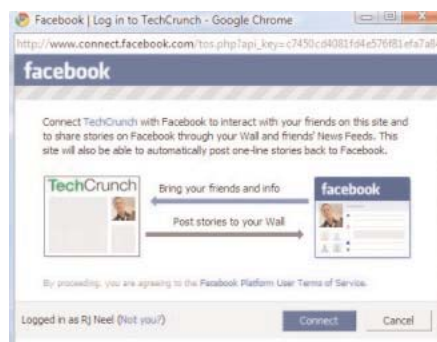 Facebook | Log in to TechCrunch - Google Chrome
http://www.connect.facebook.com/tos.php?api_key=c7450cd4081fd4e576f81efa7a8
facebook
Connect TechCrunch with Facebook to interact with your friends on this site and
to share stories on Facebook through your Wall and friends' News Feeds. This
site will also be able to automatically post one-line stories back to Facebook.
TechCrunch
Bring your friends and info
facebook
Post stories to your Wall
By proceeding, you are agreeing to the Facebook Platform User Terms of Service.
Logged in as Rj Neel (Not you?)
Connect
Cancel